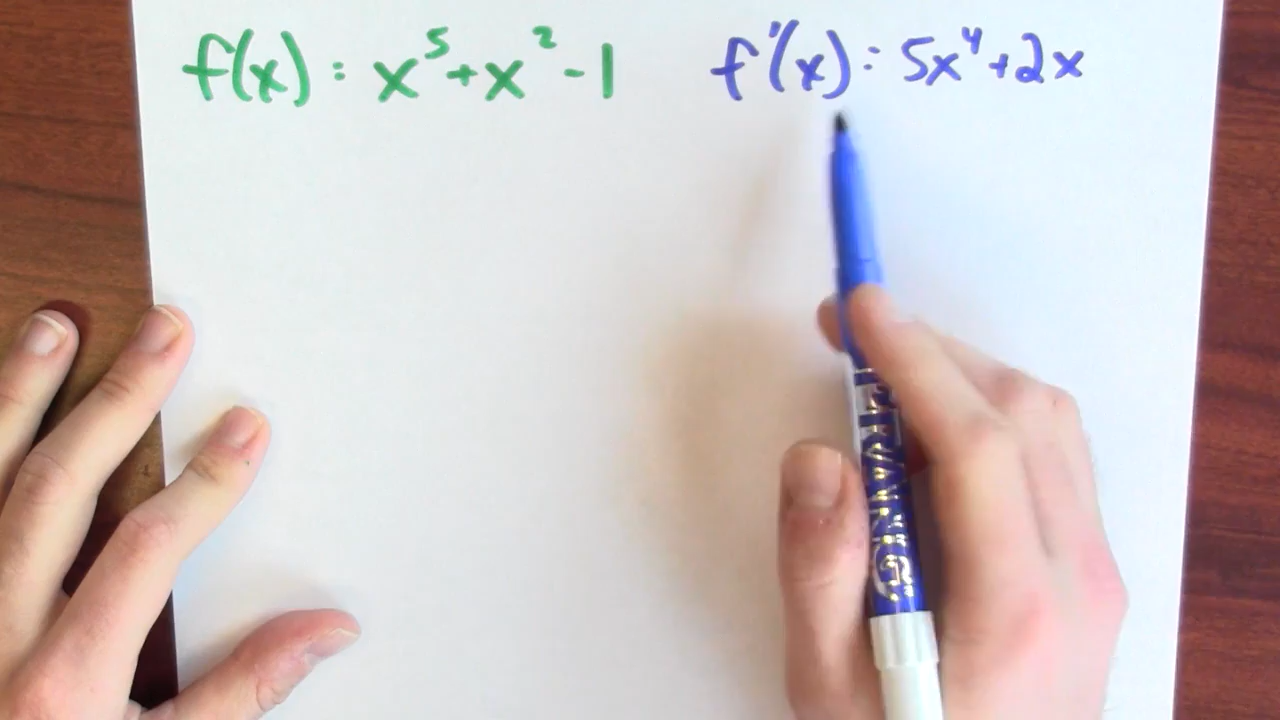 f(x) = x⁵ + x² - 1
f'(x) = 5x⁴ + 2x